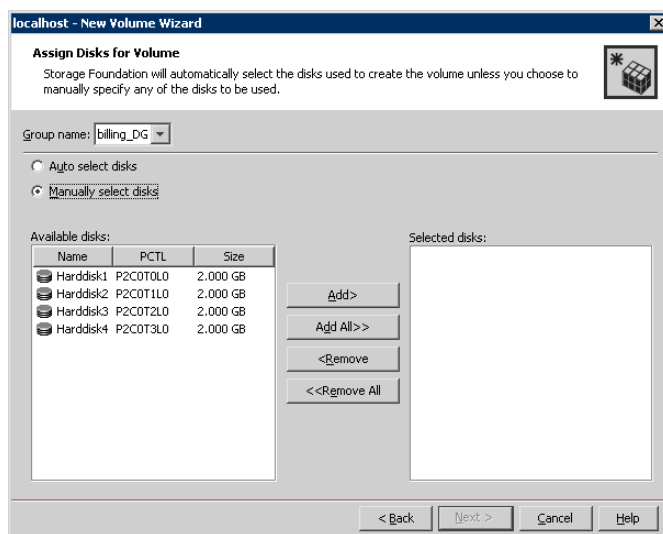 localhost - New Volume Wizard
Assign Disks for Volume
Storage Foundation will automatically select the disks used to create the volume unless you choose to
manually specify any of the disks to be used.
Group name: billing_DG
Auto select disks
Manually select disks
Available disks:
Selected disks:
Name PCTL Size
Harddisk1 P2C0T0L0 2.000 GB
Harddisk2 P2C0T1L0 2.000 GB
Harddisk3 P2C0T2L0 2.000 GB
Harddisk4 P2C0T3L0 2.000 GB
Add>
Add All>>
<Remove
<<Remove All
< Back Next > Cancel Help